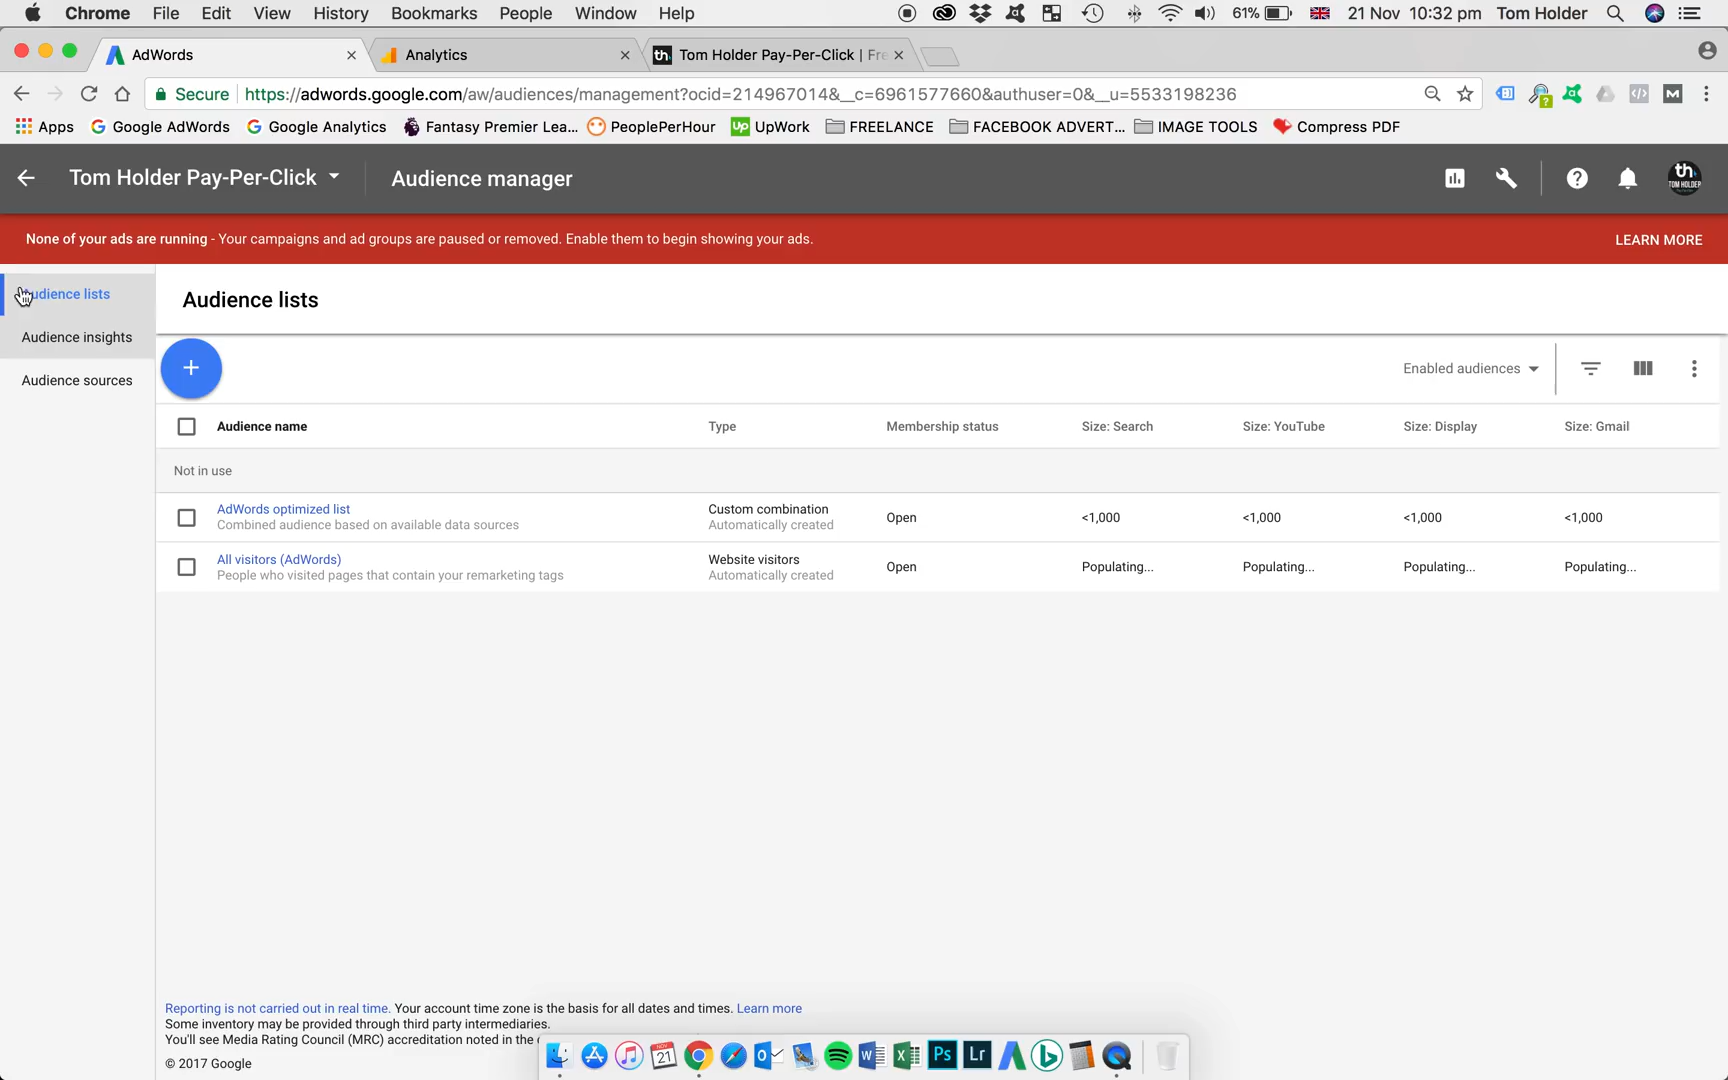 Chrome File Edit View History Bookmarks People Window Help 61% 21 Nov 10:32 pm Tom Holder
AdWords Analytics Tom Holder Pay-Per-Click | Fre
Secure https://adwords.google.com/aw/audiences/management?ocid=214967014&__c=6961577660&authuser=0&__u=5533198236
Apps Google AdWords Google Analytics Fantasy Premier Lea... PeoplePerHour UpWork FREELANCE FACEBOOK ADVERT... IMAGE TOOLS Compress PDF
Tom Holder Pay-Per-Click Audience manager
None of your ads are running - Your campaigns and ad groups are paused or removed. Enable them to begin showing your ads. LEARN MORE
Audience lists
Audience insights
Audience sources
Audience lists
Enabled audiences
Audience name Type Membership status Size: Search Size: YouTube Size: Display Size: Gmail
Not in use
AdWords optimized list Custom combination Open <1,000 <1,000 <1,000 <1,000
Combined audience based on available data sources Automatically created
All visitors (AdWords) Website visitors Open Populating... Populating... Populating... Populating...
People who visited pages that contain your remarketing tags Automatically created
Reporting is not carried out in real time. Your account time zone is the basis for all dates and times. Learn more
Some inventory may be provided through third party intermediaries.
You'll see Media Rating Council (MRC) accreditation noted in the
© 2017 Google